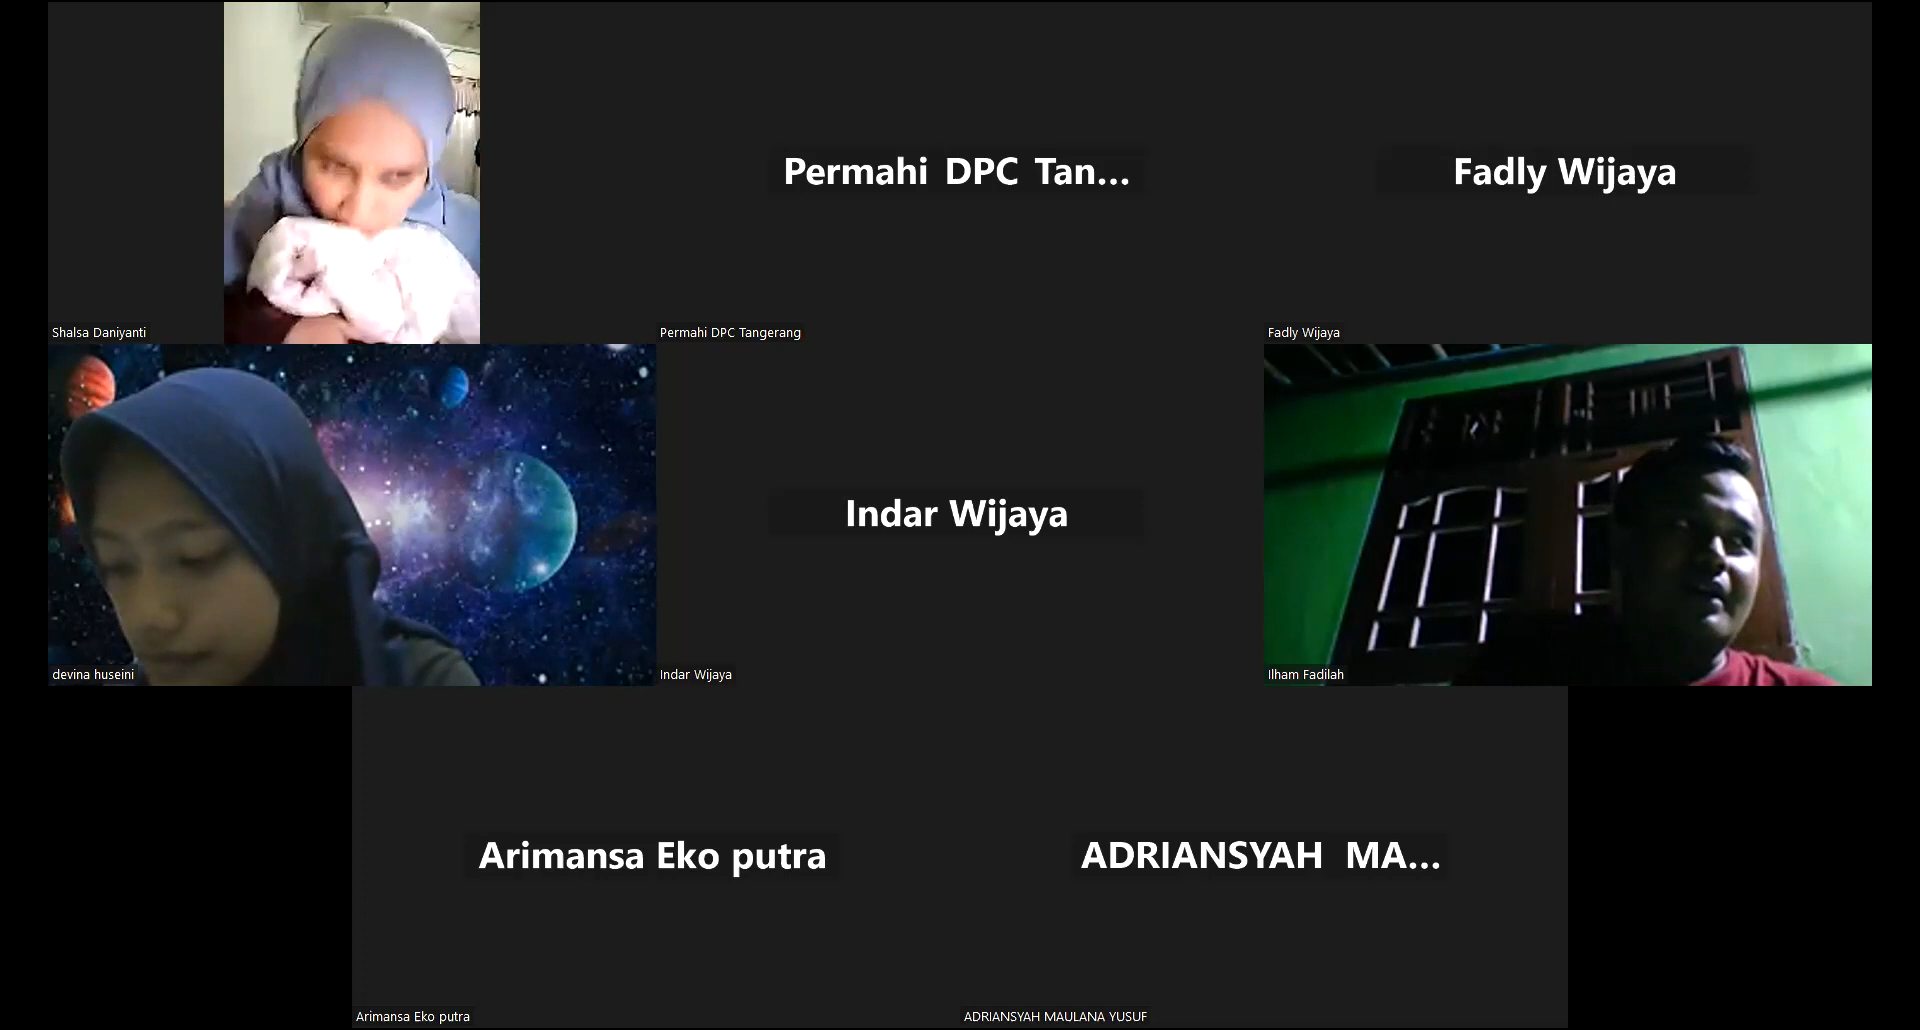 Shalsa Daniyanti
Permahi DPC Tan...
Permahi DPC Tangerang
Fadly Wijaya
Fadly Wijaya
devina huseini
Indar Wijaya
Indar Wijaya
Ilham Fadilah
Arimansa Eko putra
Arimansa Eko putra
ADRIANSYAH MA...
ADRIANSYAH MAULANA YUSUF